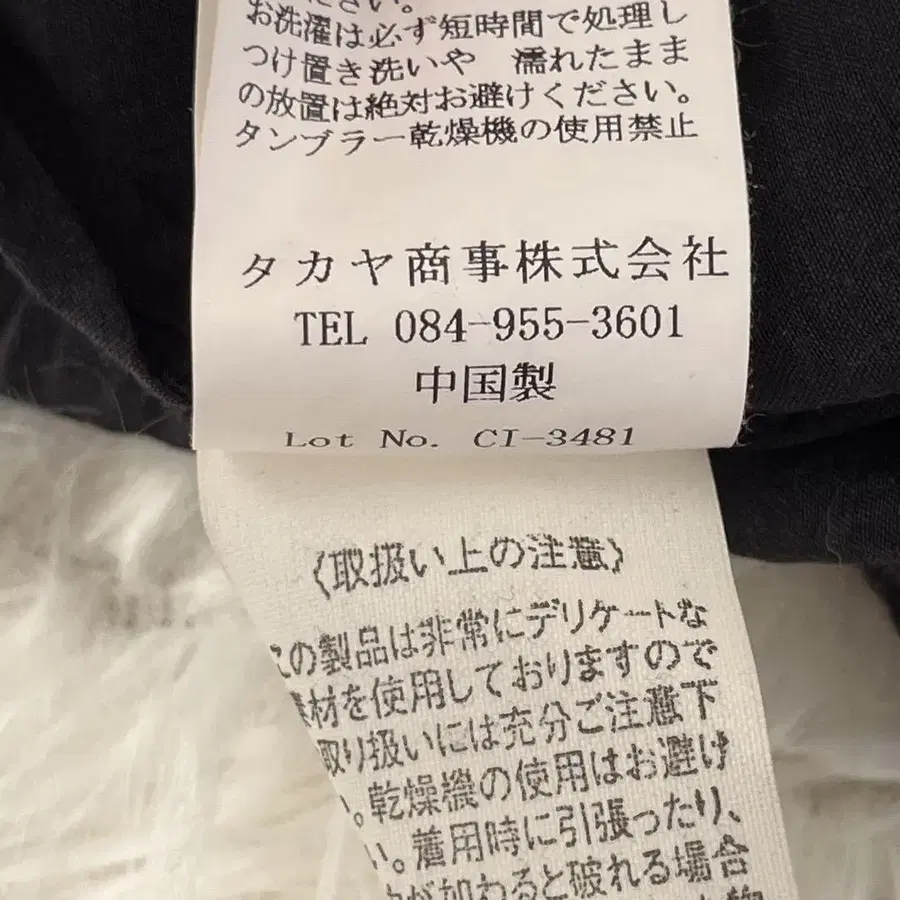 ださい。
お洗濯は必ず短時間で処理し
つけ置き洗いや 濡れたまま
の放置は絶対お避けください。
タンブラー乾燥機の使用禁止
タカヤ商事株式会社
TEL 084-955-3601
中国製
Lot No. CI-3481
〈取扱い上の注意〉
この製品は非常にデリケートな
素材を使用しておりますので
取り扱いには充分ご注意下
。乾燥機の使用はお避け
い。着用時に引張ったり、
が加わると破れる場合